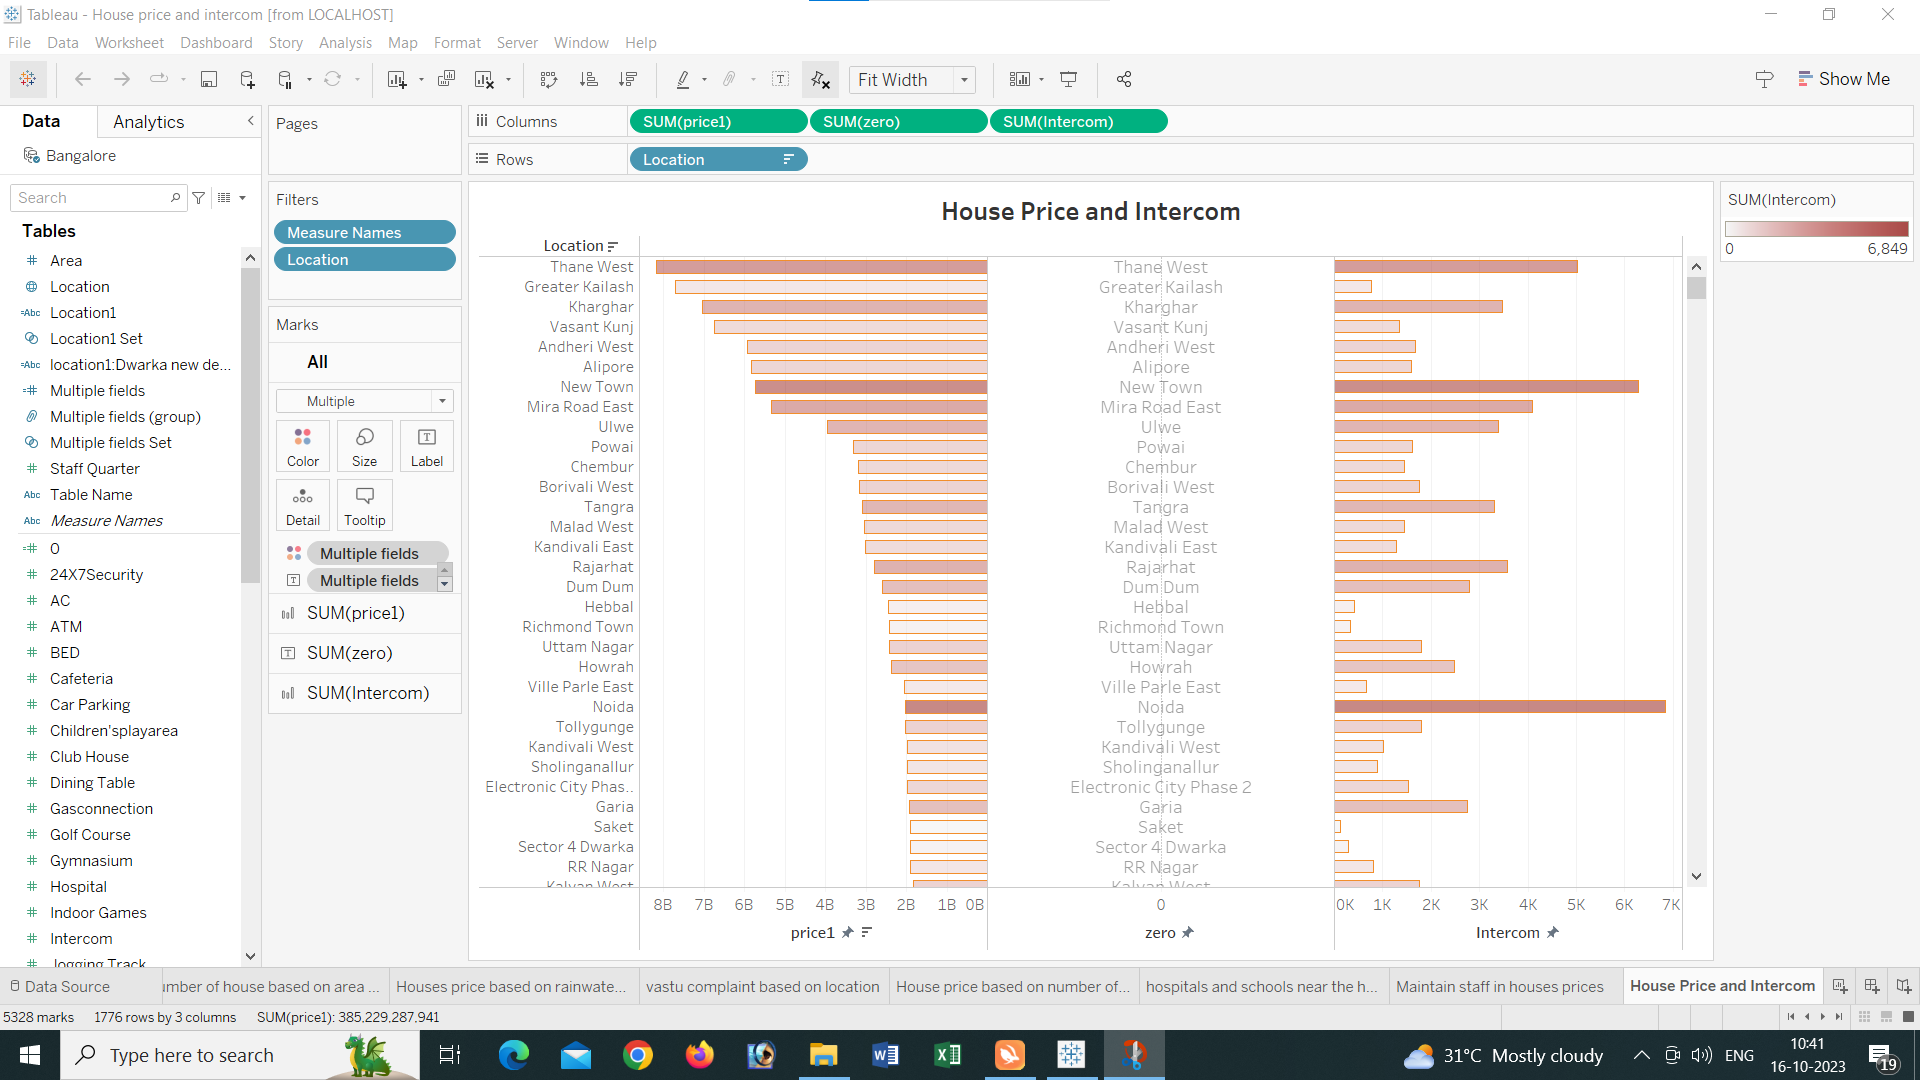 Tableau - House price and intercom [from LOCALHOST]
File Data Worksheet Dashboard Story Analysis Map Format Server Window Help
Fit Width
Show Me
Data Analytics
Bangalore
Search
Tables
Area
Location
Location1
Location1 Set
location1:Dwarka new de...
Multiple fields
Multiple fields (group)
Multiple fields Set
Staff Quarter
Abc Table Name
Abc Measure Names
0
24X7Security
AC
ATM
BED
Cafeteria
Car Parking
Children'splayarea
Club House
Dining Table
Gasconnection
Golf Course
Gymnasium
Hospital
Indoor Games
Intercom
Jogging Track
Pages
Filters
Measure Names
Location
Marks
All
Multiple
Color Size Label
Detail Tooltip
Multiple fields
Multiple fields
SUM(price1)
SUM(zero)
SUM(Intercom)
Columns SUM(price1) SUM(zero) SUM(Intercom)
Rows Location
House Price and Intercom
Location
Thane West Thane West
Greater Kailash Greater Kailash
Kharghar Kharghar
Vasant Kunj Vasant Kunj
Andheri West Andheri West
Alipore Alipore
New Town New Town
Mira Road East Mira Road East
Ulwe Ulwe
Powai Powai
Chembur Chembur
Borivali West Borivali West
Tangra Tangra
Malad West Malad West
Kandivali East Kandivali East
Rajarhat Rajarhat
Dum Dum Dum Dum
Hebbal Hebbal
Richmond Town Richmond Town
Uttam Nagar Uttam Nagar
Howrah Howrah
Ville Parle East Ville Parle East
Noida Noida
Tollygunge Tollygunge
Kandivali West Kandivali West
Sholinganallur Sholinganallur
Electronic City Phas.. Electronic City Phase 2
Garia Garia
Saket Saket
Sector 4 Dwarka Sector 4 Dwarka
RR Nagar RR Nagar
Kalyan West Kalyan West
8B 7B 6B 5B 4B 3B 2B 1B 0B 0 0K 1K 2K 3K 4K 5K 6K 7K
price1 zero Intercom
SUM(Intercom)
0 6,849
Data Source umber of house based on area ... Houses price based on rainwate... vastu complaint based on location House price based on number of... hospitals and schools near the h... Maintain staff in houses prices House Price and Intercom
5328 marks 1776 rows by 3 columns SUM(price1): 385,229,287,941
Type here to search
31°C Mostly cloudy
ENG
10:41
16-10-2023
19